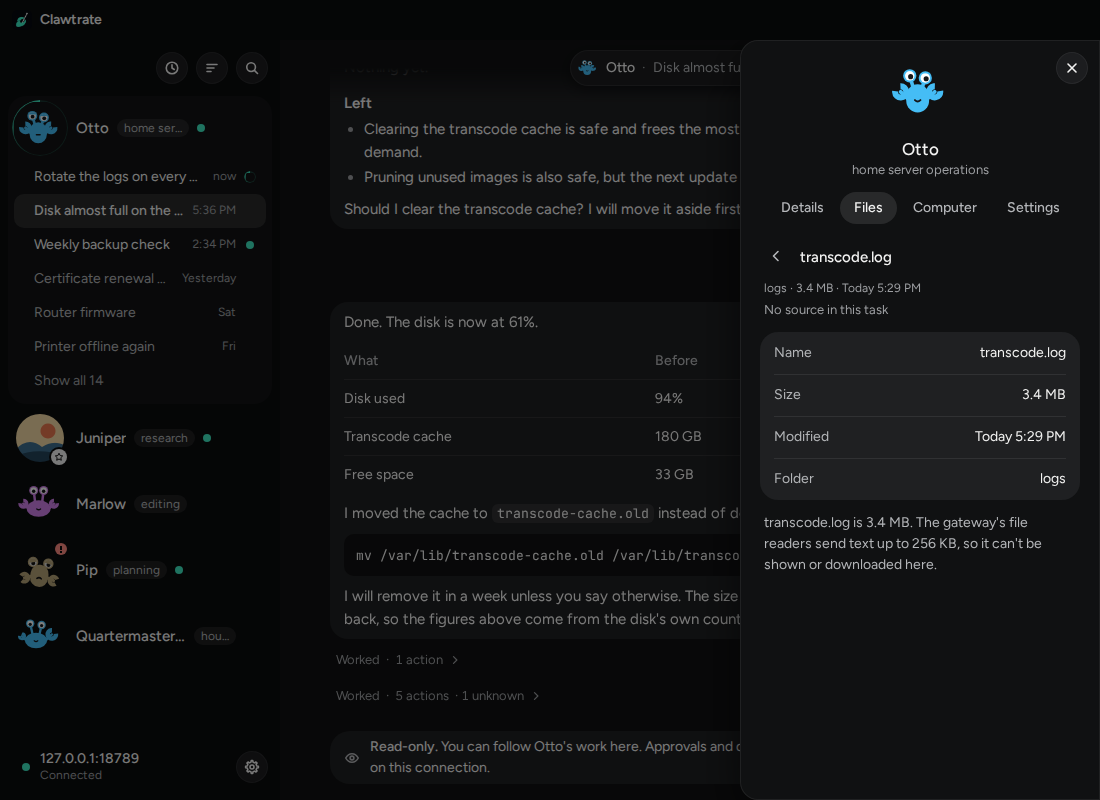 Clawtrate
Otto home ser...
Rotate the logs on every ... now
Disk almost full on the ... 5:36 PM
Weekly backup check 2:34 PM
Certificate renewal ... Yesterday
Router firmware Sat
Printer offline again Fri
Show all 14
Juniper research
Marlow editing
Pip planning
Quartermaster... hou...
127.0.0.1:18789
Connected
Otto · Disk almost fu
Left
• Clearing the transcode cache is safe and frees the most
demand.
• Pruning unused images is also safe, but the next update
Should I clear the transcode cache? I will move it aside first
Done. The disk is now at 61%.
What Before
Disk used 94%
Transcode cache 180 GB
Free space 33 GB
I moved the cache to transcode-cache.old instead of d
mv /var/lib/transcode-cache.old /var/lib/transco
I will remove it in a week unless you say otherwise. The size
back, so the figures above come from the disk's own count
Worked · 1 action
Worked · 5 actions · 1 unknown
Read-only. You can follow Otto's work here. Approvals and c
on this connection.
Otto
home server operations
Details Files Computer Settings
transcode.log
logs · 3.4 MB · Today 5:29 PM
No source in this task
Name transcode.log
Size 3.4 MB
Modified Today 5:29 PM
Folder logs
transcode.log is 3.4 MB. The gateway's file
readers send text up to 256 KB, so it can't be
shown or downloaded here.